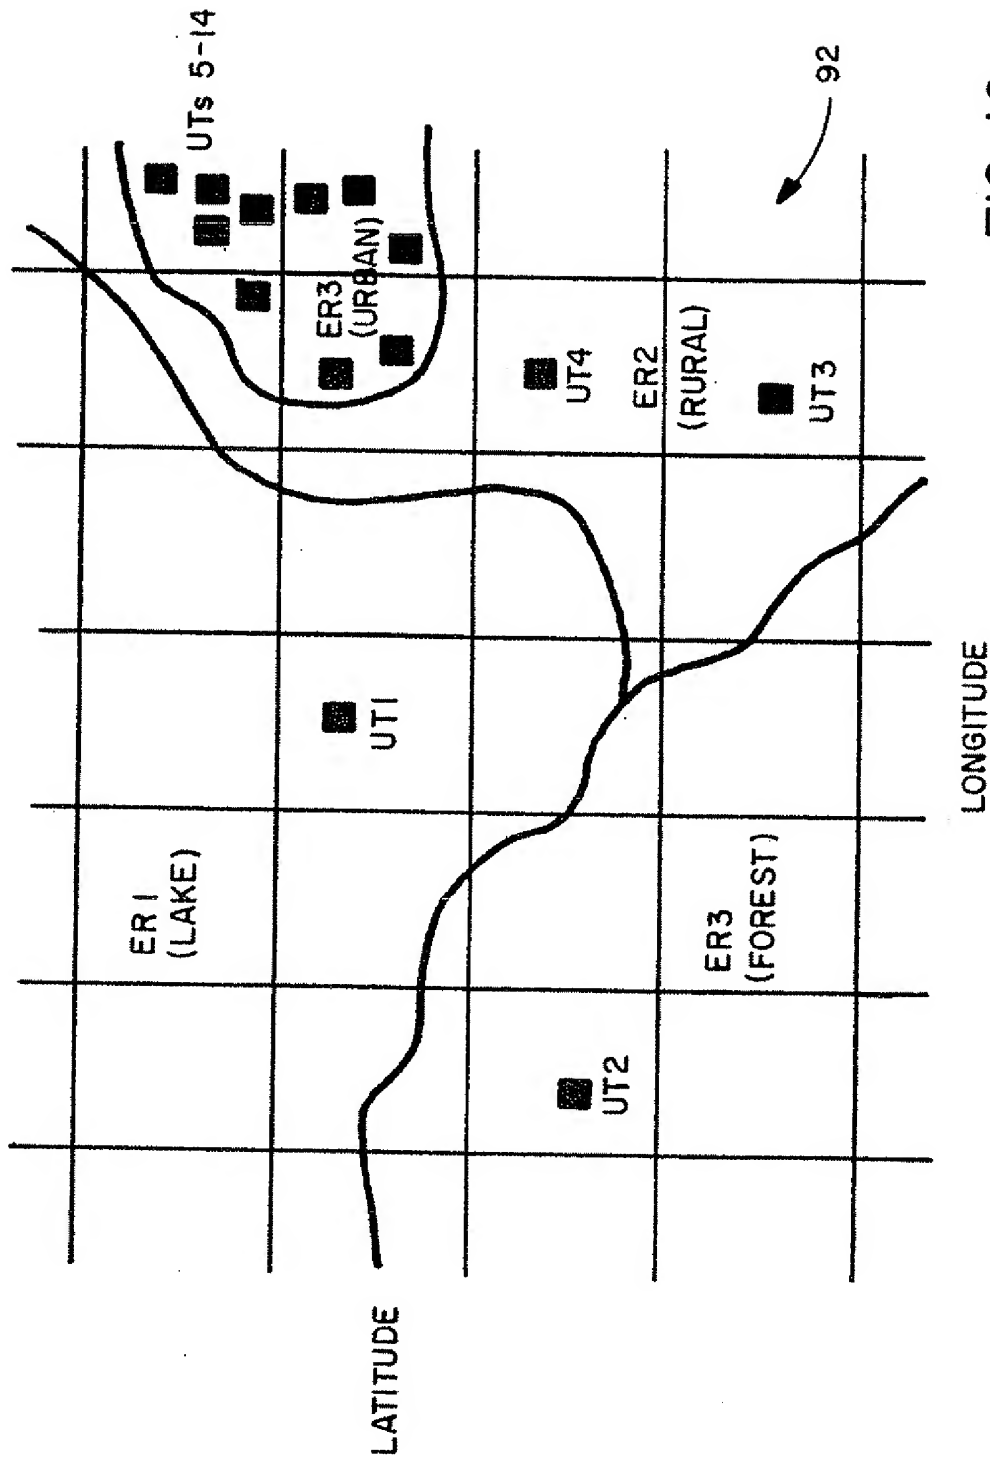 UTs 5-14
ER1
(LAKE)
ER3
(URBAN)
UT1
UT4
ER2
(RURAL)
UT3
UT2
ER3
(FOREST)
92
LATITUDE
LONGITUDE